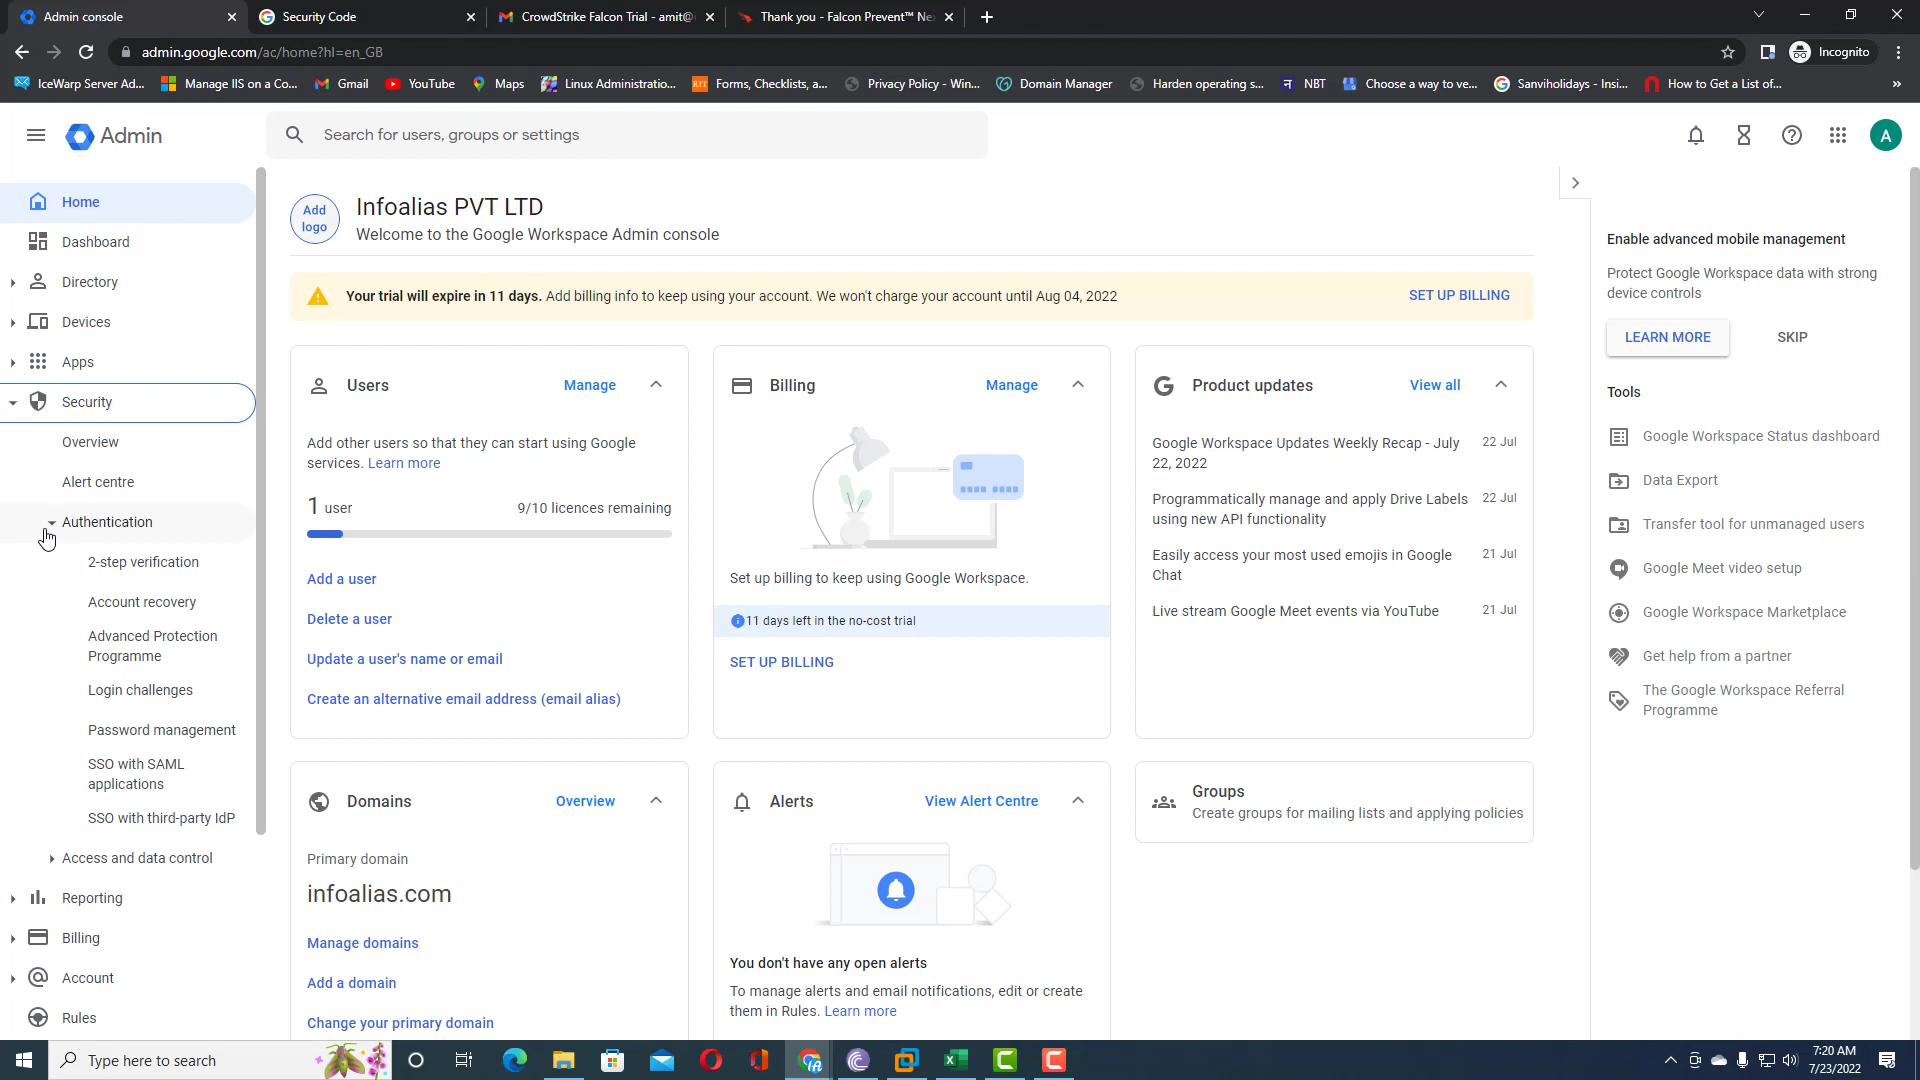 Admin console
Security Code
CrowdStrike Falcon Trial - amit@
Thank you - Falcon Prevent™ Ne
admin.google.com/ac/home?hl=en_GB
Incognito
IceWarp Server Ad...
Manage IIS on a Co...
Gmail
YouTube
Maps
Linux Administratio...
Forms, Checklists, a...
Privacy Policy - Win...
Domain Manager
Harden operating s...
NBT
Choose a way to ve...
Sanviholidays - Insi...
How to Get a List of...
Admin
Search for users, groups or settings
A
Home
Dashboard
Directory
Devices
Apps
Security
Overview
Alert centre
Authentication
2-step verification
Account recovery
Advanced Protection
Programme
Login challenges
Password management
SSO with SAML
applications
SSO with third-party IdP
Access and data control
Reporting
Billing
Account
Rules
Add
logo
Infoalias PVT LTD
Welcome to the Google Workspace Admin console
Your trial will expire in 11 days. Add billing info to keep using your account. We won't charge your account until Aug 04, 2022
SET UP BILLING
Users
Manage
Add other users so that they can start using Google
services. Learn more
1 user
9/10 licences remaining
Add a user
Delete a user
Update a user's name or email
Create an alternative email address (email alias)
Billing
Manage
Set up billing to keep using Google Workspace.
11 days left in the no-cost trial
SET UP BILLING
Product updates
View all
Google Workspace Updates Weekly Recap - July
22, 2022
22 Jul
Programmatically manage and apply Drive Labels
using new API functionality
22 Jul
Easily access your most used emojis in Google
Chat
21 Jul
Live stream Google Meet events via YouTube
21 Jul
Domains
Overview
Primary domain
infoalias.com
Manage domains
Add a domain
Change your primary domain
Alerts
View Alert Centre
You don't have any open alerts
To manage alerts and email notifications, edit or create
them in Rules. Learn more
Groups
Create groups for mailing lists and applying policies
Enable advanced mobile management
Protect Google Workspace data with strong
device controls
LEARN MORE
SKIP
Tools
Google Workspace Status dashboard
Data Export
Transfer tool for unmanaged users
Google Meet video setup
Google Workspace Marketplace
Get help from a partner
The Google Workspace Referral
Programme
Type here to search
7:20 AM
7/23/2022